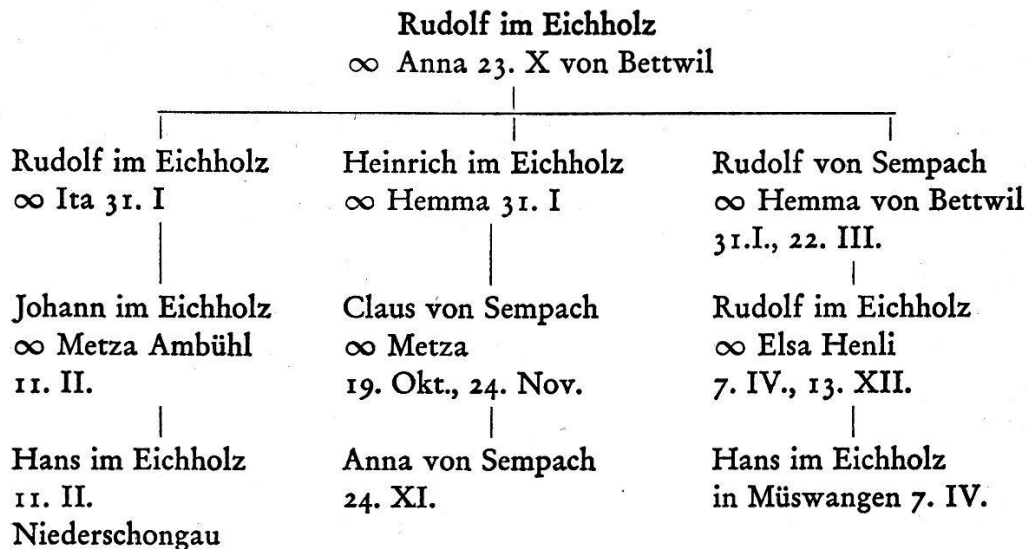 Rudolf im Eichholz
∞ Anna 23. X von Bettwil
Rudolf im Eichholz
∞ Ita 31. I
Heinrich im Eichholz
∞ Hemma 31. I
Rudolf von Sempach
∞ Hemma von Bettwil
31.I., 22. III.
Johann im Eichholz
∞ Metza Ambühl
11. II.
Claus von Sempach
∞ Metza
19. Okt., 24. Nov.
Rudolf im Eichholz
∞ Elsa Henli
7. IV., 13. XII.
Hans im Eichholz
11. II.
Niederschongau
Anna von Sempach
24. XI.
Hans im Eichholz
in Müswangen 7. IV.